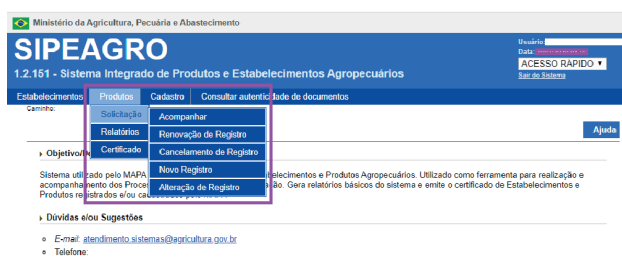 Ministério da Agricultura, Pecuária e Abastecimento
SIPEAGRO
1.2.151 - Sistema Integrado de Produtos e Estabelecimentos Agropecuários
Usuário
Data:
ACESSO RÁPIDO ▼
Sair do Sistema
Estabelecimentos Produtos Cadastro Consultar autenticidade de documentos
Caminho:
Solicitação
Relatórios
Certificado
Acompanhar
Renovação de Registro
Cancelamento de Registro
Novo Registro
Alteração de Registro
Ajuda
Objetivo/
Sistema utilizado pelo MAPA belecimentos e Produtos Agropecuários. Utilizado como ferramenta para realização e
acompanhamento dos Proces ão. Gera relatórios básicos do sistema e emite o certificado de Estabelecimentos e
Produtos registrados e/ou
Dúvidas e/ou Sugestões
E-mail: atendimento.sistemas@agricultura.gov.br
Telefone: